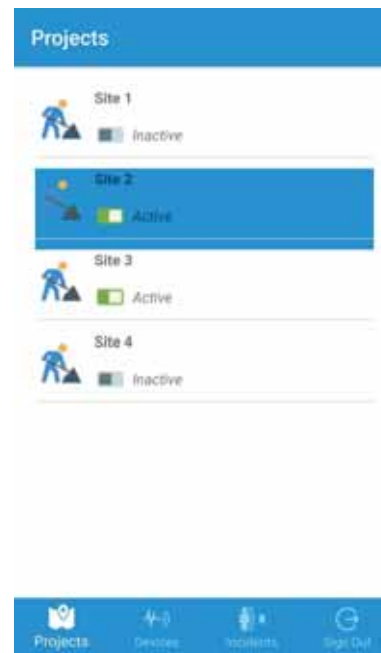 Projects
Site 1
Inactive
Site 2
Active
Site 3
Active
Site 4
Inactive
Projects Devices Incidents Sign Out